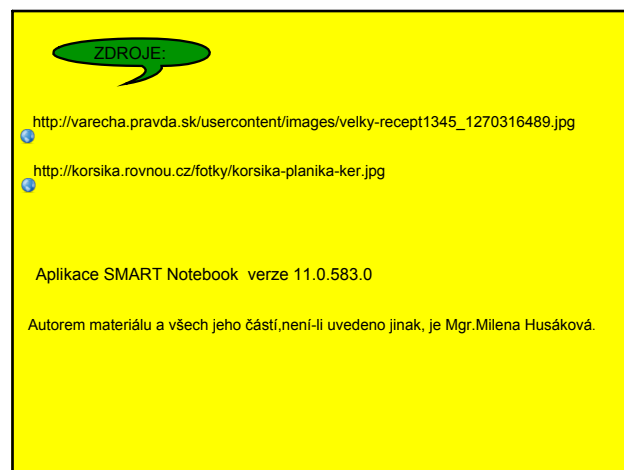 ZDROJE:
http://varecha.pravda.sk/usercontent/images/velky-recept1345_1270316489.jpg
http://korsika.rovnou.cz/fotky/korsika-planika-ker.jpg
Aplikace SMART Notebook verze 11.0.583.0
Autorem materiálu a všech jeho částí,není-li uvedeno jinak, je Mgr.Milena Husáková.